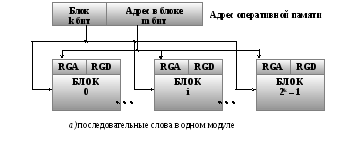 Блок
k бит
Адрес в блоке
m бит
Адрес оперативной памяти
RGA RGD RGA RGD RGA RGD
БЛОК БЛОК БЛОК
0 i 2ᵏ – 1
... ...
а) последовательные слова в одном модуле